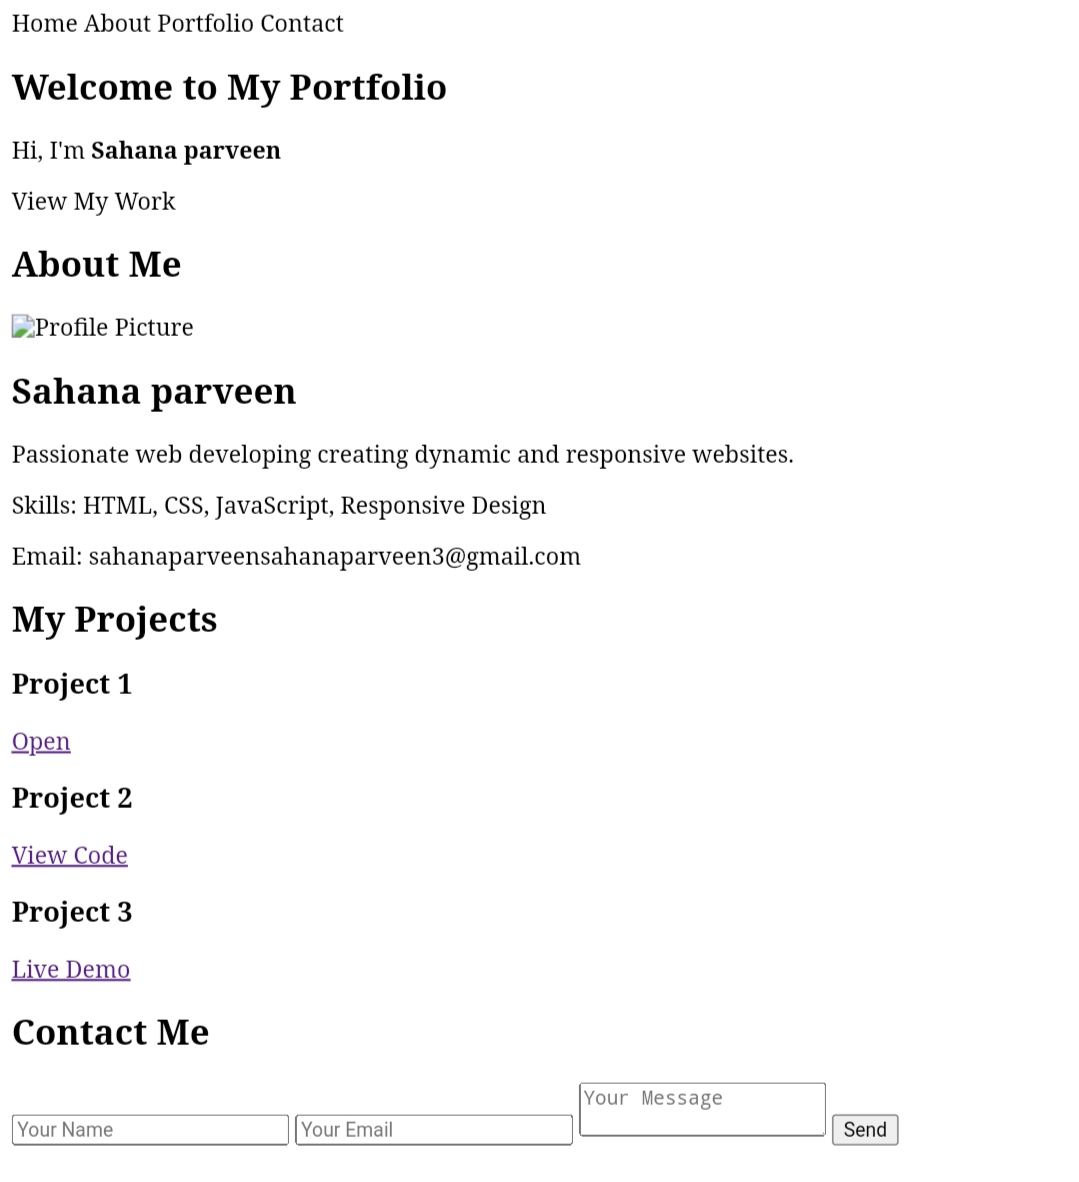 Home About Portfolio Contact
Welcome to My Portfolio
Hi, I'm Sahana parveen
View My Work
About Me
Profile Picture
Sahana parveen
Passionate web developing creating dynamic and responsive websites.
Skills: HTML, CSS, JavaScript, Responsive Design
Email: sahanaparveensahanaparveen3@gmail.com
My Projects
Project 1
Open
Project 2
View Code
Project 3
Live Demo
Contact Me
Your Name Your Email Your Message Send